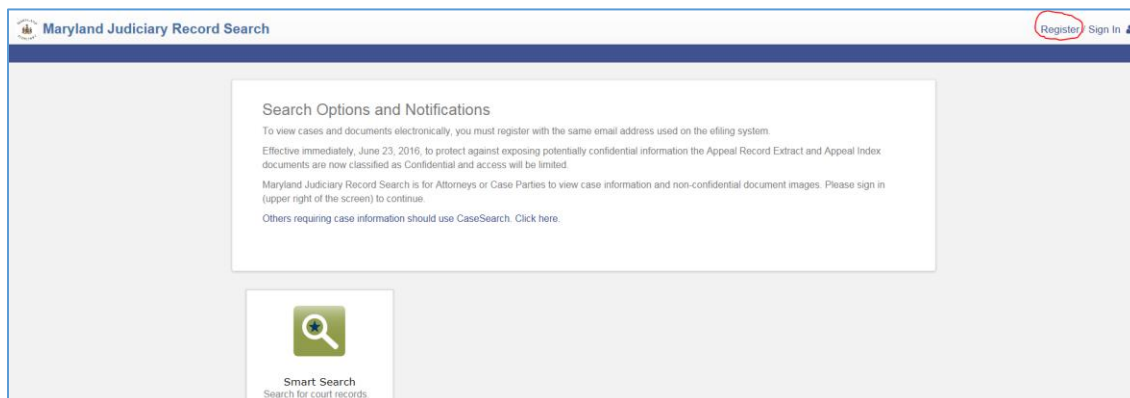 Maryland Judiciary Record Search
Register / Sign In
Search Options and Notifications
To view cases and documents electronically, you must register with the same email address used on the efiling system.
Effective immediately, June 23, 2016, to protect against exposing potentially confidential information the Appeal Record Extract and Appeal Index
documents are now classified as Confidential and access will be limited.
Maryland Judiciary Record Search is for Attorneys or Case Parties to view case information and non-confidential document images. Please sign in
(upper right of the screen) to continue.
Others requiring case information should use CaseSearch. Click here.
Smart Search
Search for court records.